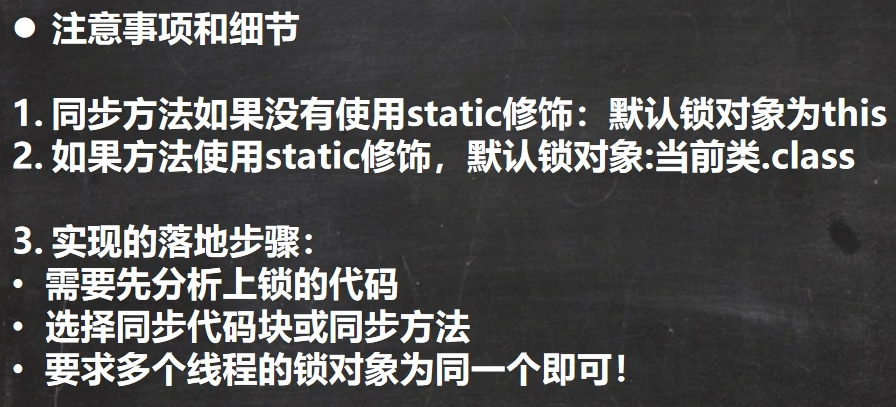 ● 注意事项和细节
1. 同步方法如果没有使用static修饰：默认锁对象为this
2. 如果方法使用static修饰，默认锁对象:当前类.class
3. 实现的落地步骤：
• 需要先分析上锁的代码
• 选择同步代码块或同步方法
• 要求多个线程的锁对象为同一个即可！